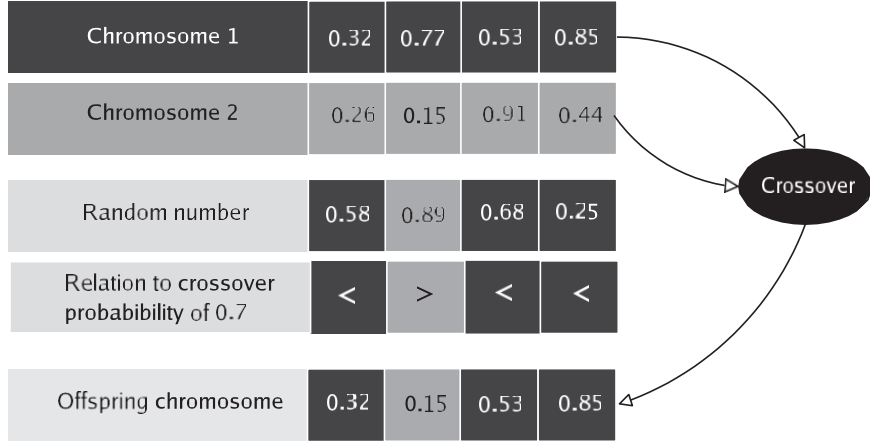 Chromosome 1 0.32 0.77 0.53 0.85
Chromosome 2 0.26 0.15 0.91 0.44
Crossover
Random number 0.58 0.89 0.68 0.25
Relation to crossover
probabibility of 0.7
< > < <
Offspring chromosome 0.32 0.15 0.53 0.85